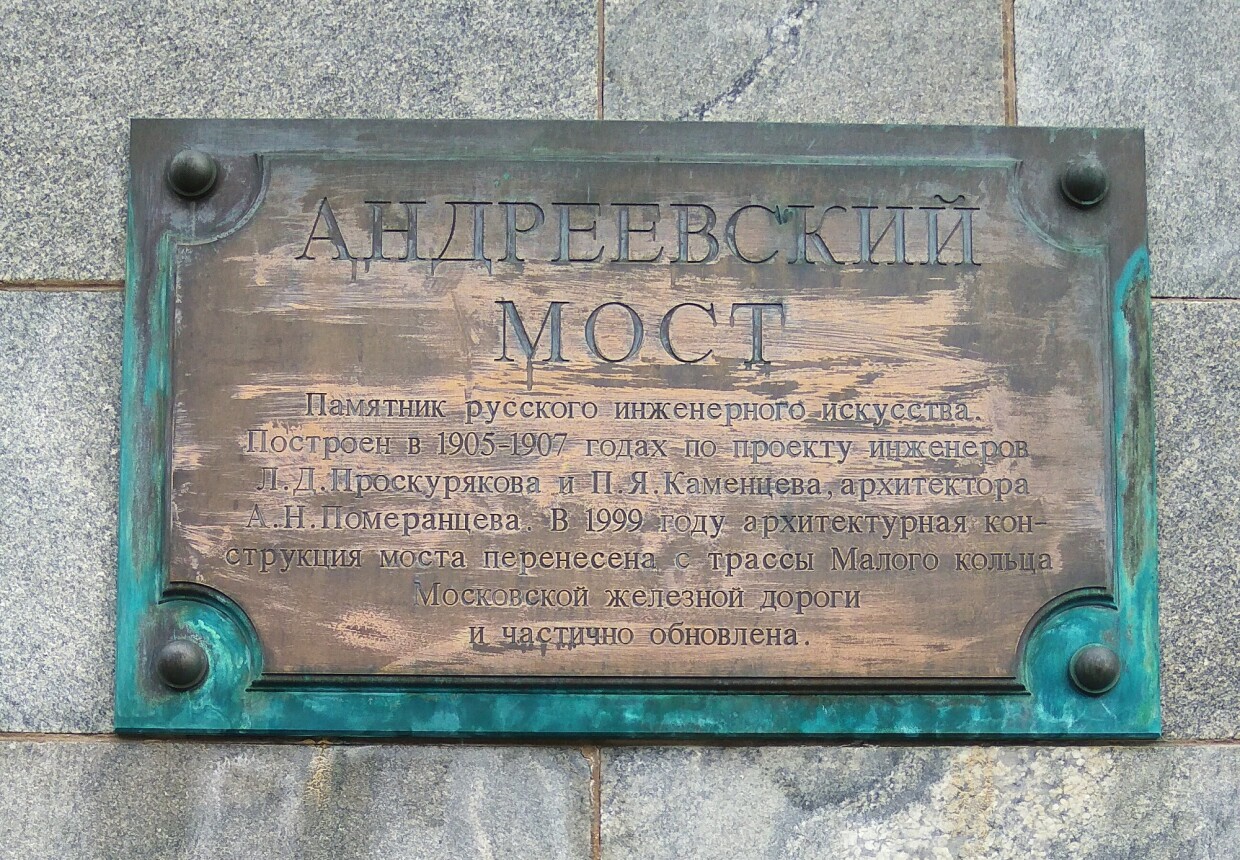 АНДРЕЕВСКИЙ
МОСТ
Памятник русского инженерного искусства.
Построен в 1905-1907 годах по проекту инженеров
Л.Д.Проскурякова и П.Я.Каменцева, архитектора
А.Н.Померанцева. В 1999 году архитектурная кон-
струкция моста перенесена с трассы Малого кольца
Московской железной дороги
и частично обновлена.